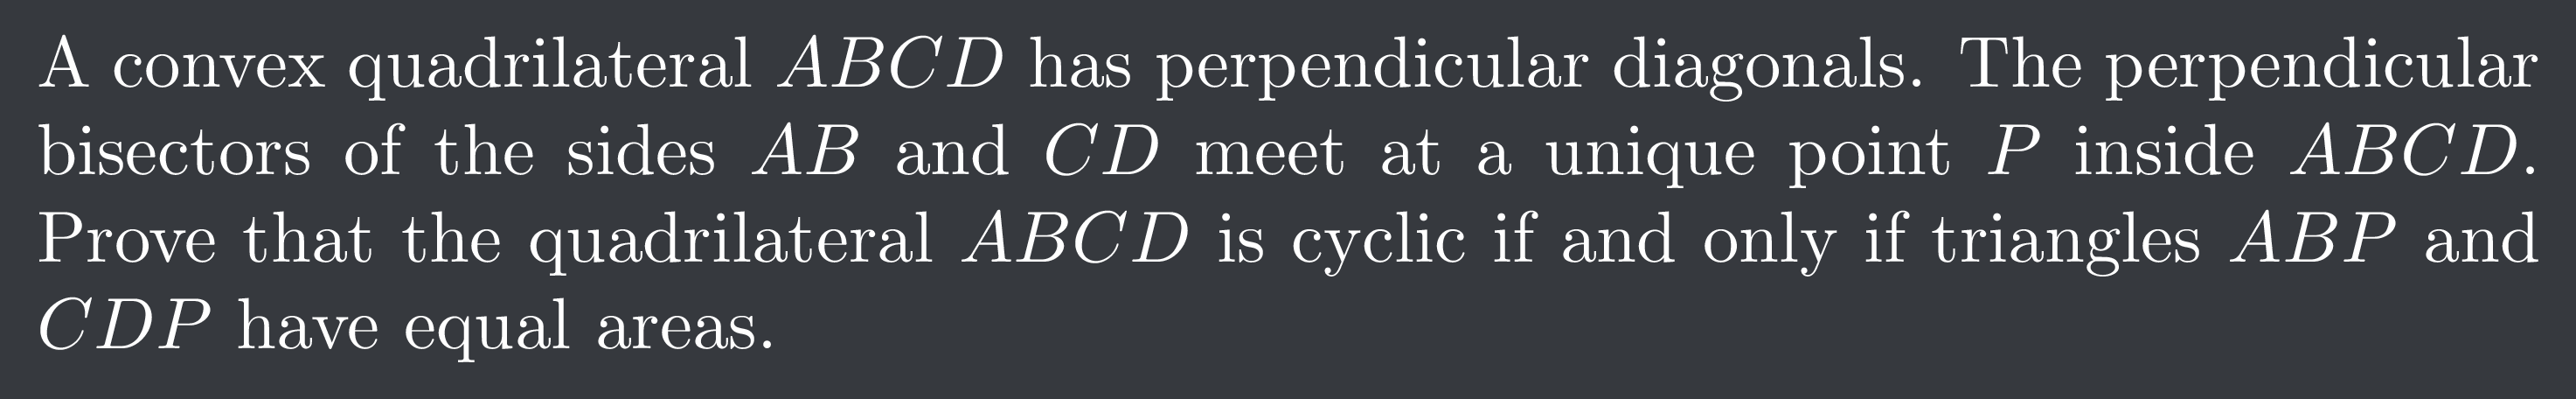 A convex quadrilateral ABCD has perpendicular diagonals. The perpendicular
bisectors of the sides AB and CD meet at a unique point P inside ABCD.
Prove that the quadrilateral ABCD is cyclic if and only if triangles ABP and
CDP have equal areas.